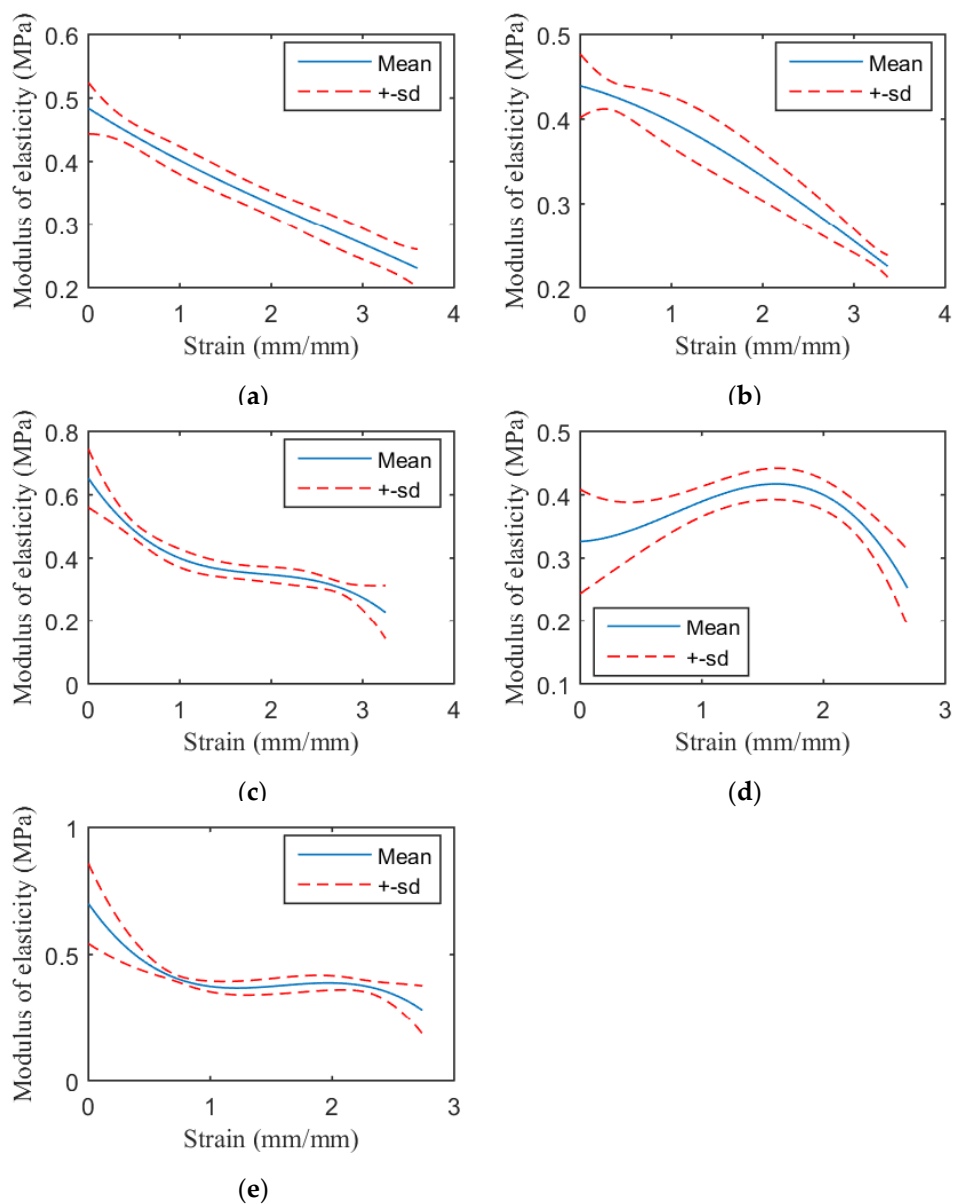 Modulus of elasticity (MPa)
0.6
0.5
0.4
0.3
0.2
0 1 2 3 4
Strain (mm/mm)
Mean
+-sd
(a)
Modulus of elasticity (MPa)
0.5
0.4
0.3
0.2
0 1 2 3 4
Strain (mm/mm)
Mean
+-sd
(b)
Modulus of elasticity (MPa)
0.8
0.6
0.4
0.2
0
0 1 2 3 4
Strain (mm/mm)
Mean
+-sd
(c)
Modulus of elasticity (MPa)
0.5
0.4
0.3
0.2
0.1
0 1 2 3
Strain (mm/mm)
Mean
+-sd
(d)
Modulus of elasticity (MPa)
1
0.5
0
0 1 2 3
Strain (mm/mm)
Mean
+-sd
(e)